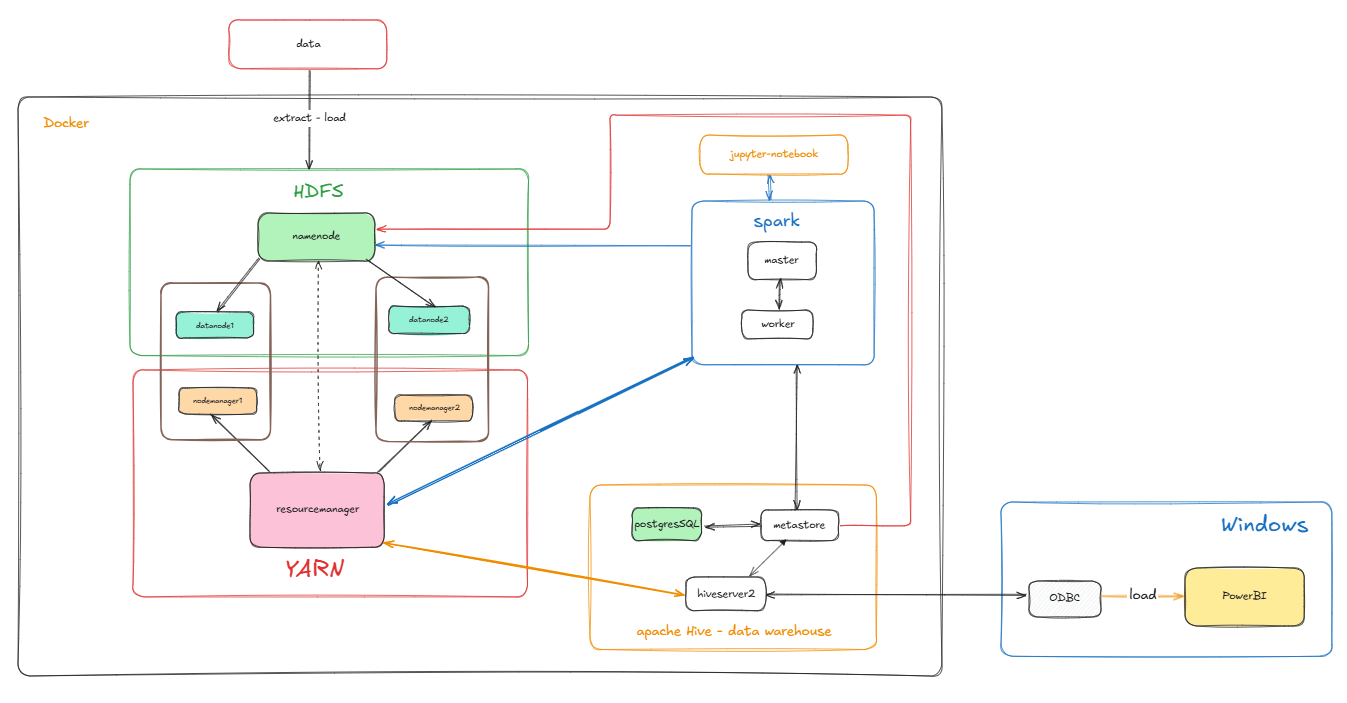 data
Docker
extract - load
HDFS
namenode
datanode1
datanode2
nodemanager1
nodemanager2
resourcemanager
YARN
jupyter-notebook
spark
master
worker
postgresSQL
metastore
hiveserver2
apache Hive - data warehouse
Windows
ODBC
load
PowerBI